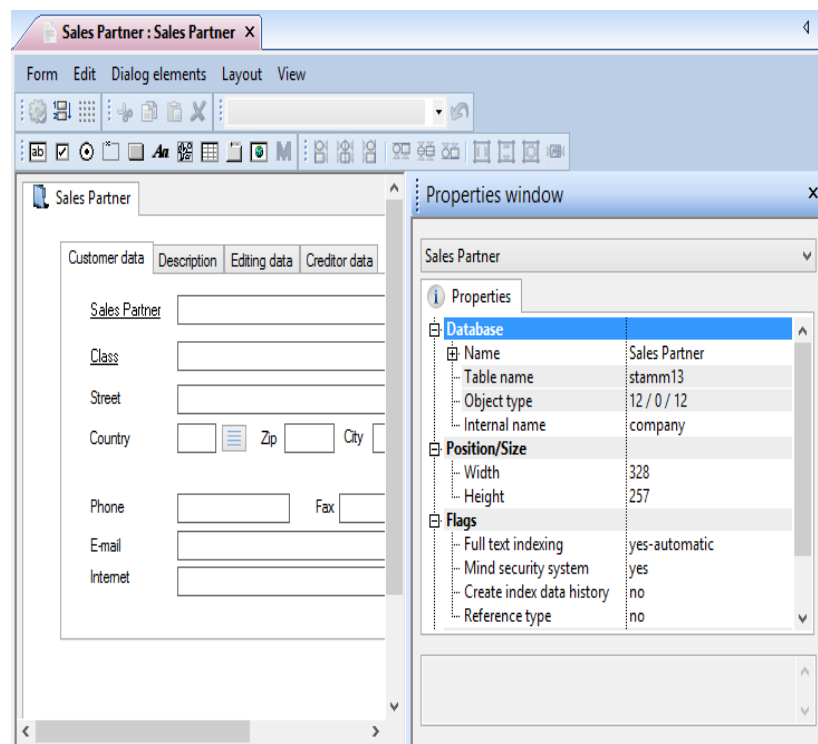 Sales Partner : Sales Partner X
Form Edit Dialog elements Layout View
ab Aa M
Sales Partner
Customer data Description Editing data Creditor data
Sales Partner
Class
Street
Country Zip City
Phone Fax
E-mail
Internet
Properties window x
Sales Partner
i Properties
Database
Name Sales Partner
Table name stamm13
Object type 12 / 0 / 12
Internal name company
Position/Size
Width 328
Height 257
Flags
Full text indexing yes-automatic
Mind security system yes
Create index data history no
Reference type no